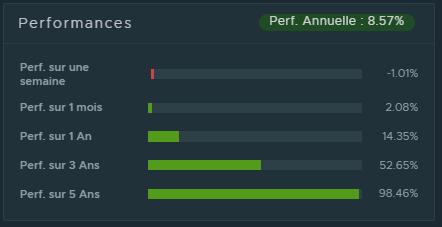 Performances
Perf. Annuelle : 8.57%
Perf. sur une
semaine
-1.01%
Perf. sur 1 mois
2.08%
Perf. sur 1 An
14.35%
Perf. sur 3 Ans
52.65%
Perf. sur 5 Ans
98.46%